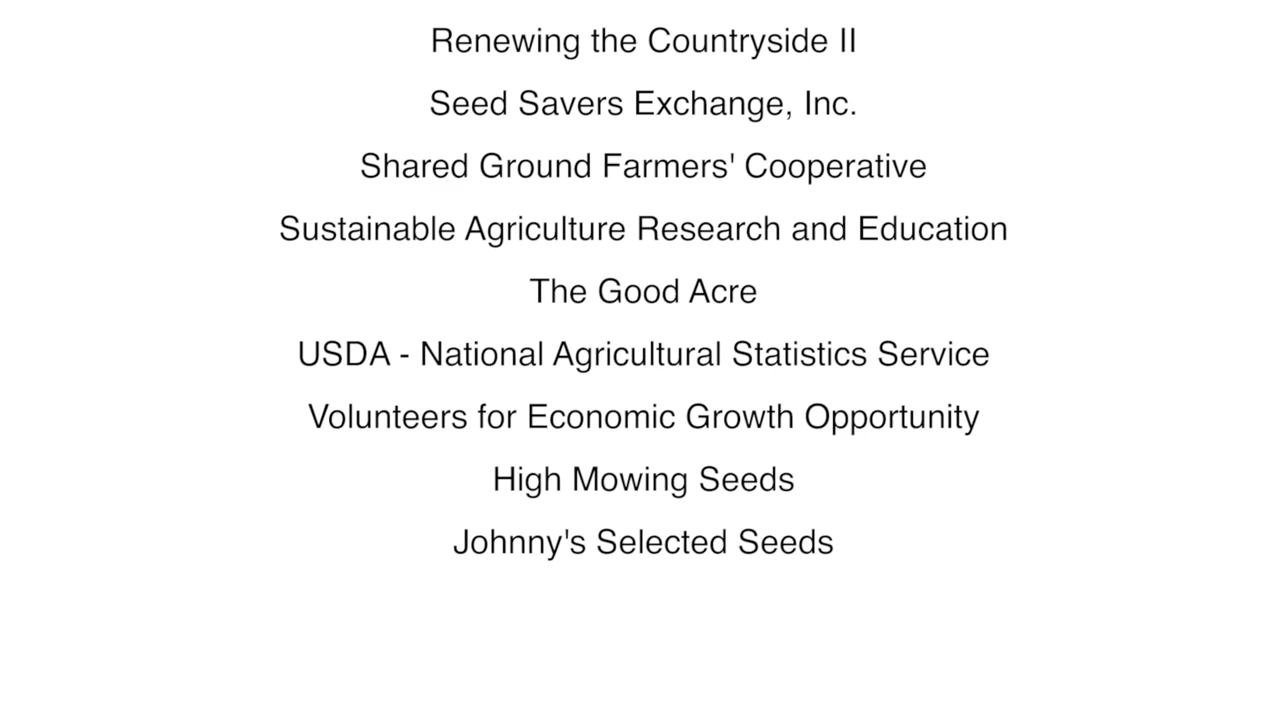 Renewing the Countryside II
Seed Savers Exchange, Inc.
Shared Ground Farmers' Cooperative
Sustainable Agriculture Research and Education
The Good Acre
USDA - National Agricultural Statistics Service
Volunteers for Economic Growth Opportunity
High Mowing Seeds
Johnny's Selected Seeds